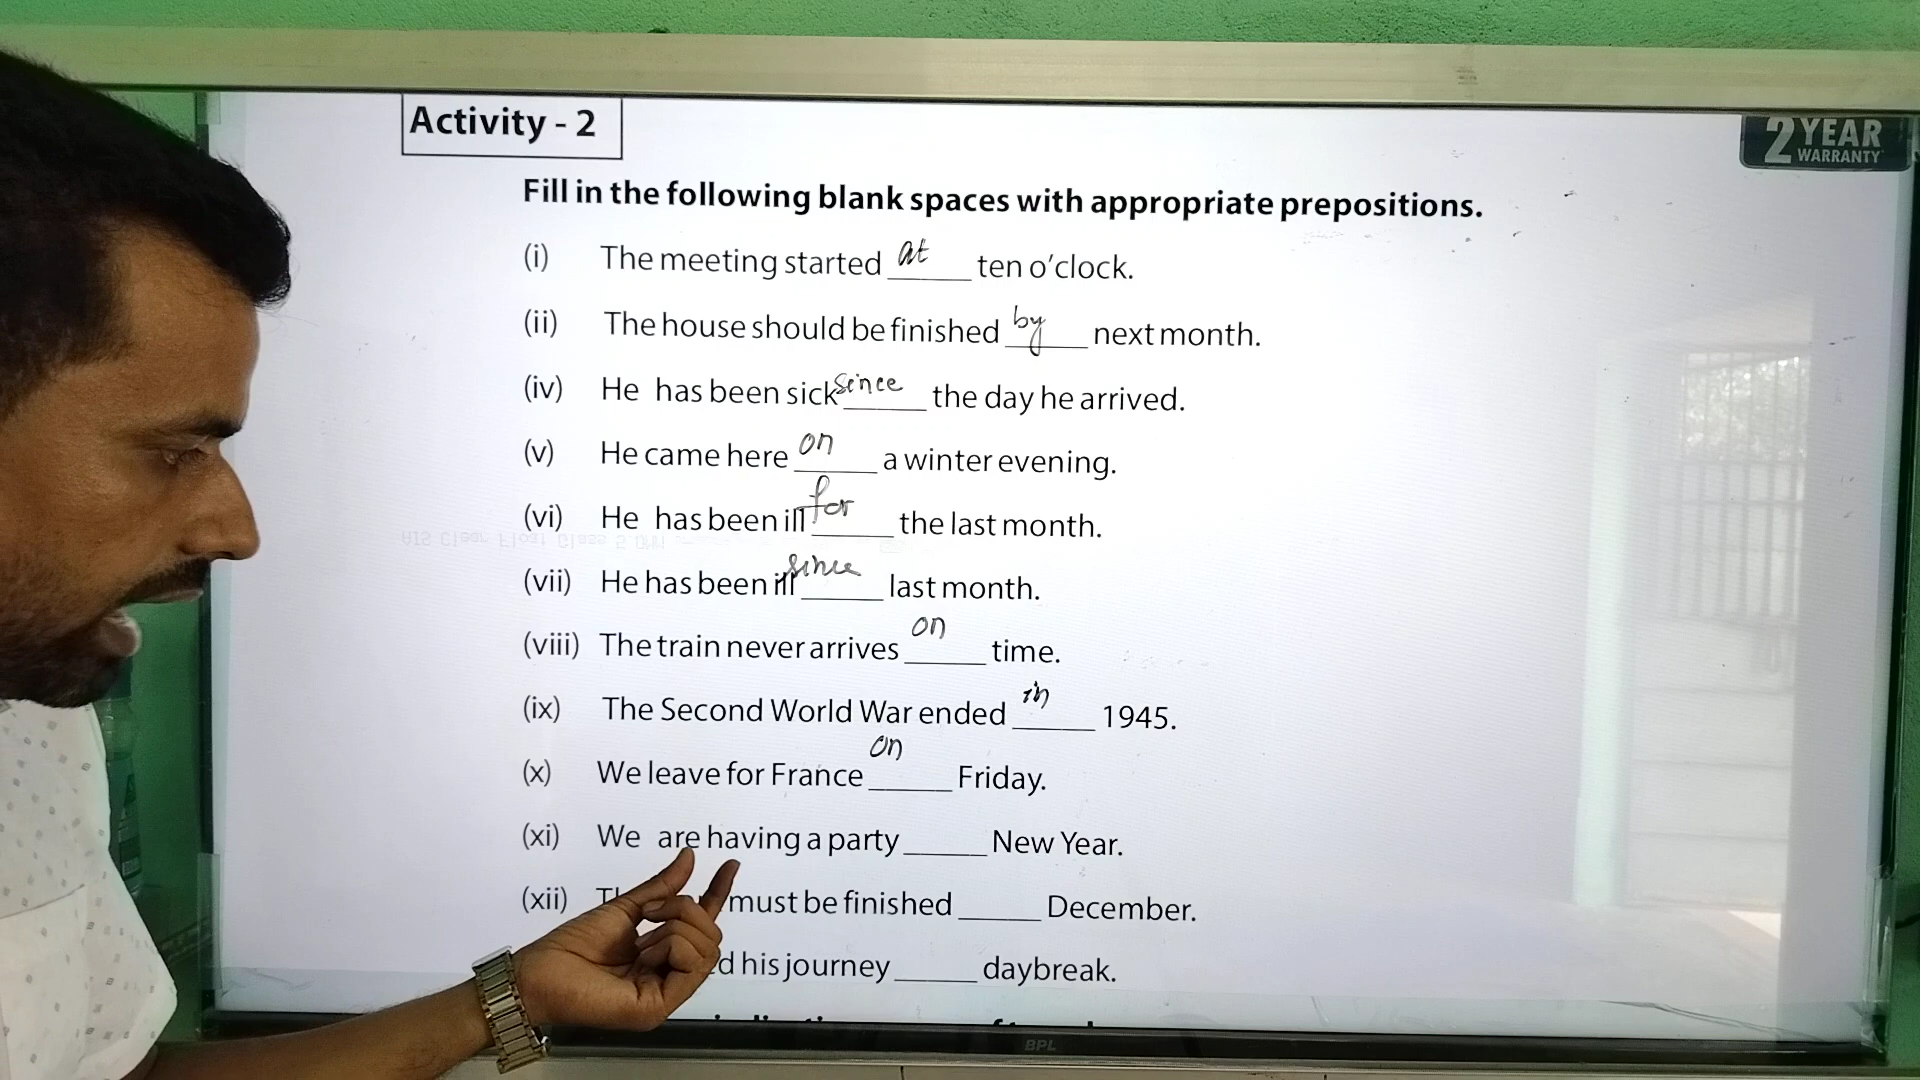 Activity - 2
2 YEAR
WARRANTY
Fill in the following blank spaces with appropriate prepositions.
(i) The meeting started at ten o'clock.
(ii) The house should be finished by next month.
(iv) He has been sick since the day he arrived.
(v) He came here on a winter evening.
(vi) He has been ill for the last month.
(vii) He has been ill since last month.
(viii) The train never arrives on time.
(ix) The Second World War ended in 1945.
(x) We leave for France on Friday.
(xi) We are having a party _____ New Year.
(xii) must be finished _____ December.
his journey _____ daybreak.
BPL